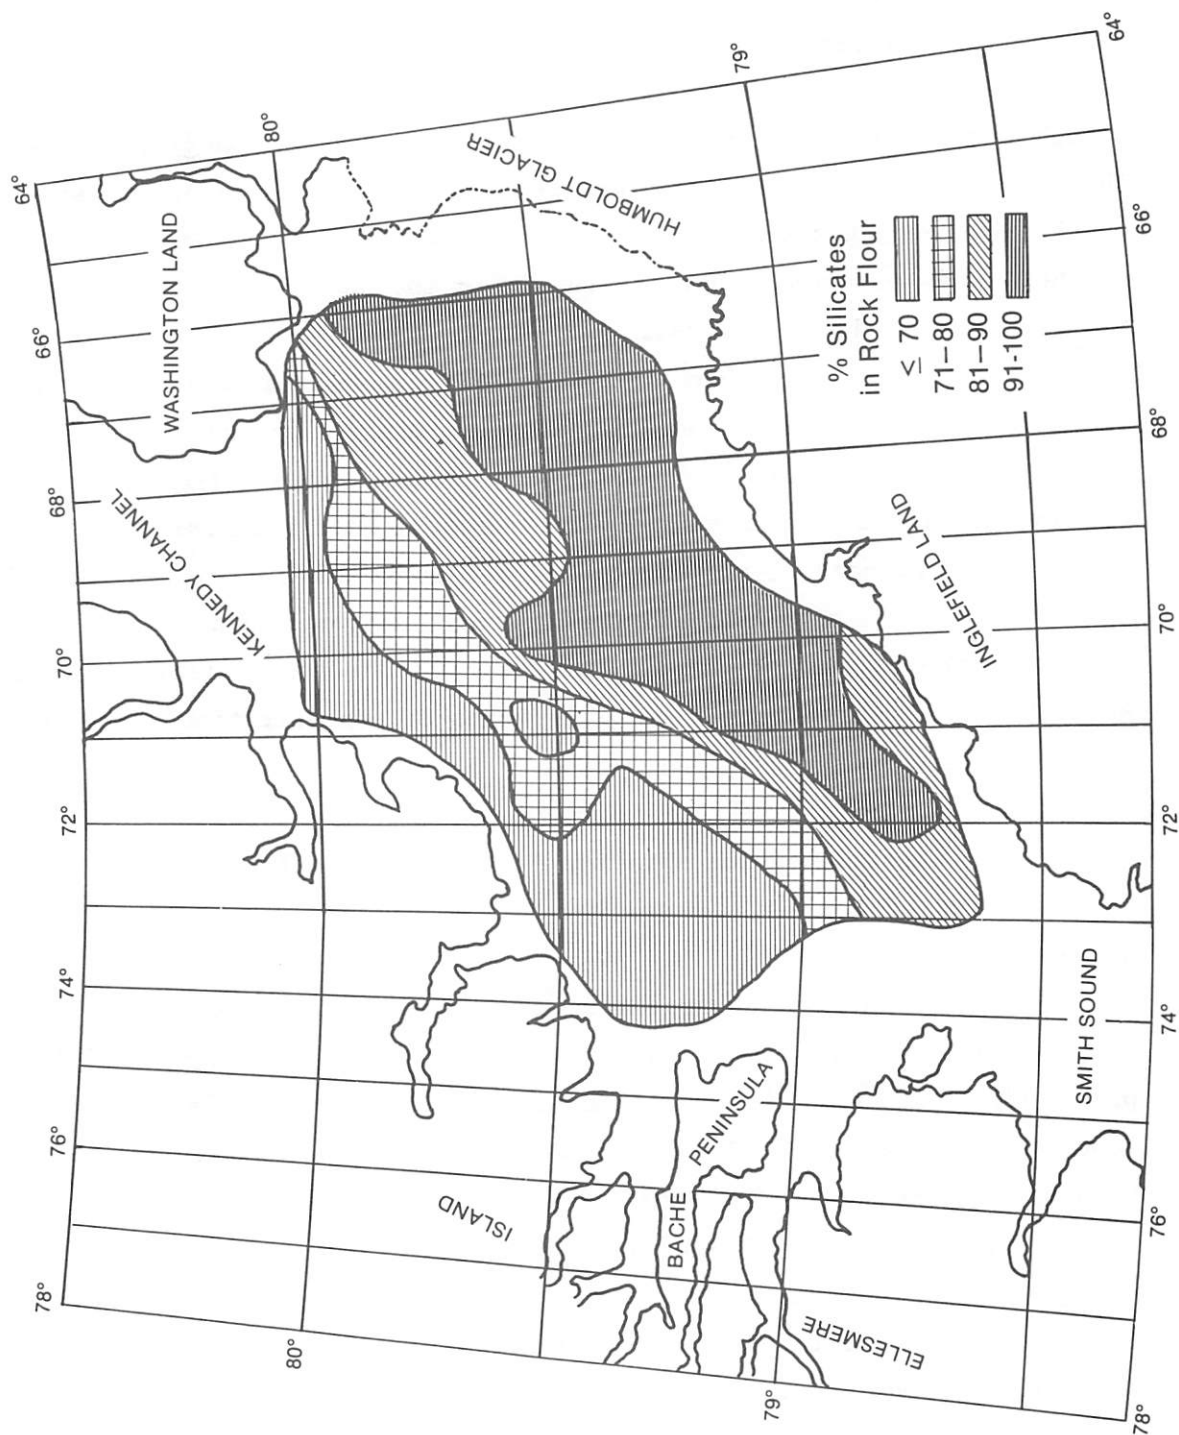 64°
66°
68°
70°
72°
74°
76°
78°
80°
79°
64°
66°
68°
70°
72°
74°
76°
78°
80°
79°
WASHINGTON LAND
KENNEDY CHANNEL
HUMBOLDT GLACIER
INGLEFIELD LAND
SMITH SOUND
BACHE
PENINSULA
ELLESMERE
ISLAND
% Silicates
in Rock Flour
≤ 70
71–80
81–90
91-100